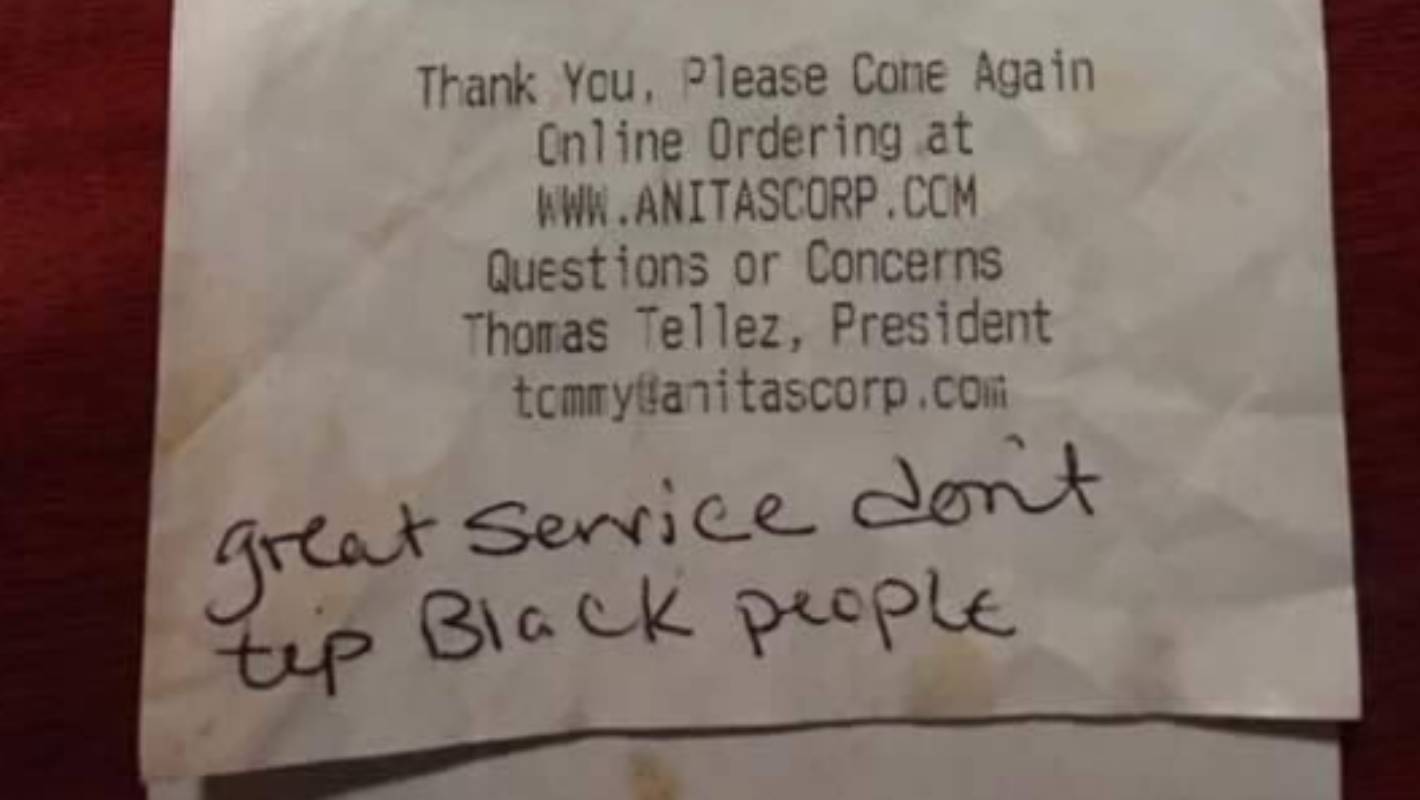 Thank You, Please Come Again
Online Ordering at
WWW.ANITASCORP.COM
Questions or Concerns
Thomas Tellez, President
tommy@anitascorp.com
great service don't
tip Black people